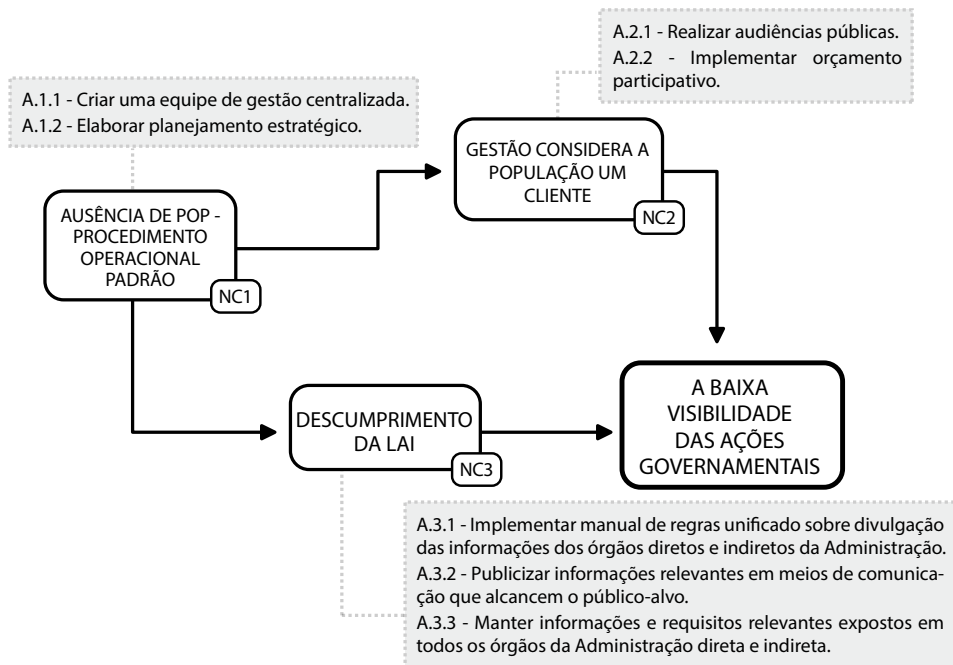 A.2.1 - Realizar audiências públicas.
A.2.2 - Implementar orçamento
participativo.
A.1.1 - Criar uma equipe de gestão centralizada.
A.1.2 - Elaborar planejamento estratégico.
GESTÃO CONSIDERA A
POPULAÇÃO UM
CLIENTE
NC2
AUSÊNCIA DE POP -
PROCEDIMENTO
OPERACIONAL
PADRÃO
NC1
DESCUMPRIMENTO
DA LAI
NC3
A BAIXA
VISIBILIDADE
DAS AÇÕES
GOVERNAMENTAIS
A.3.1 - Implementar manual de regras unificado sobre divulgação
das informações dos órgãos diretos e indiretos da Administração.
A.3.2 - Publicizar informações relevantes em meios de comunica-
ção que alcancem o público-alvo.
A.3.3 - Manter informações e requisitos relevantes expostos em
todos os órgãos da Administração direta e indireta.